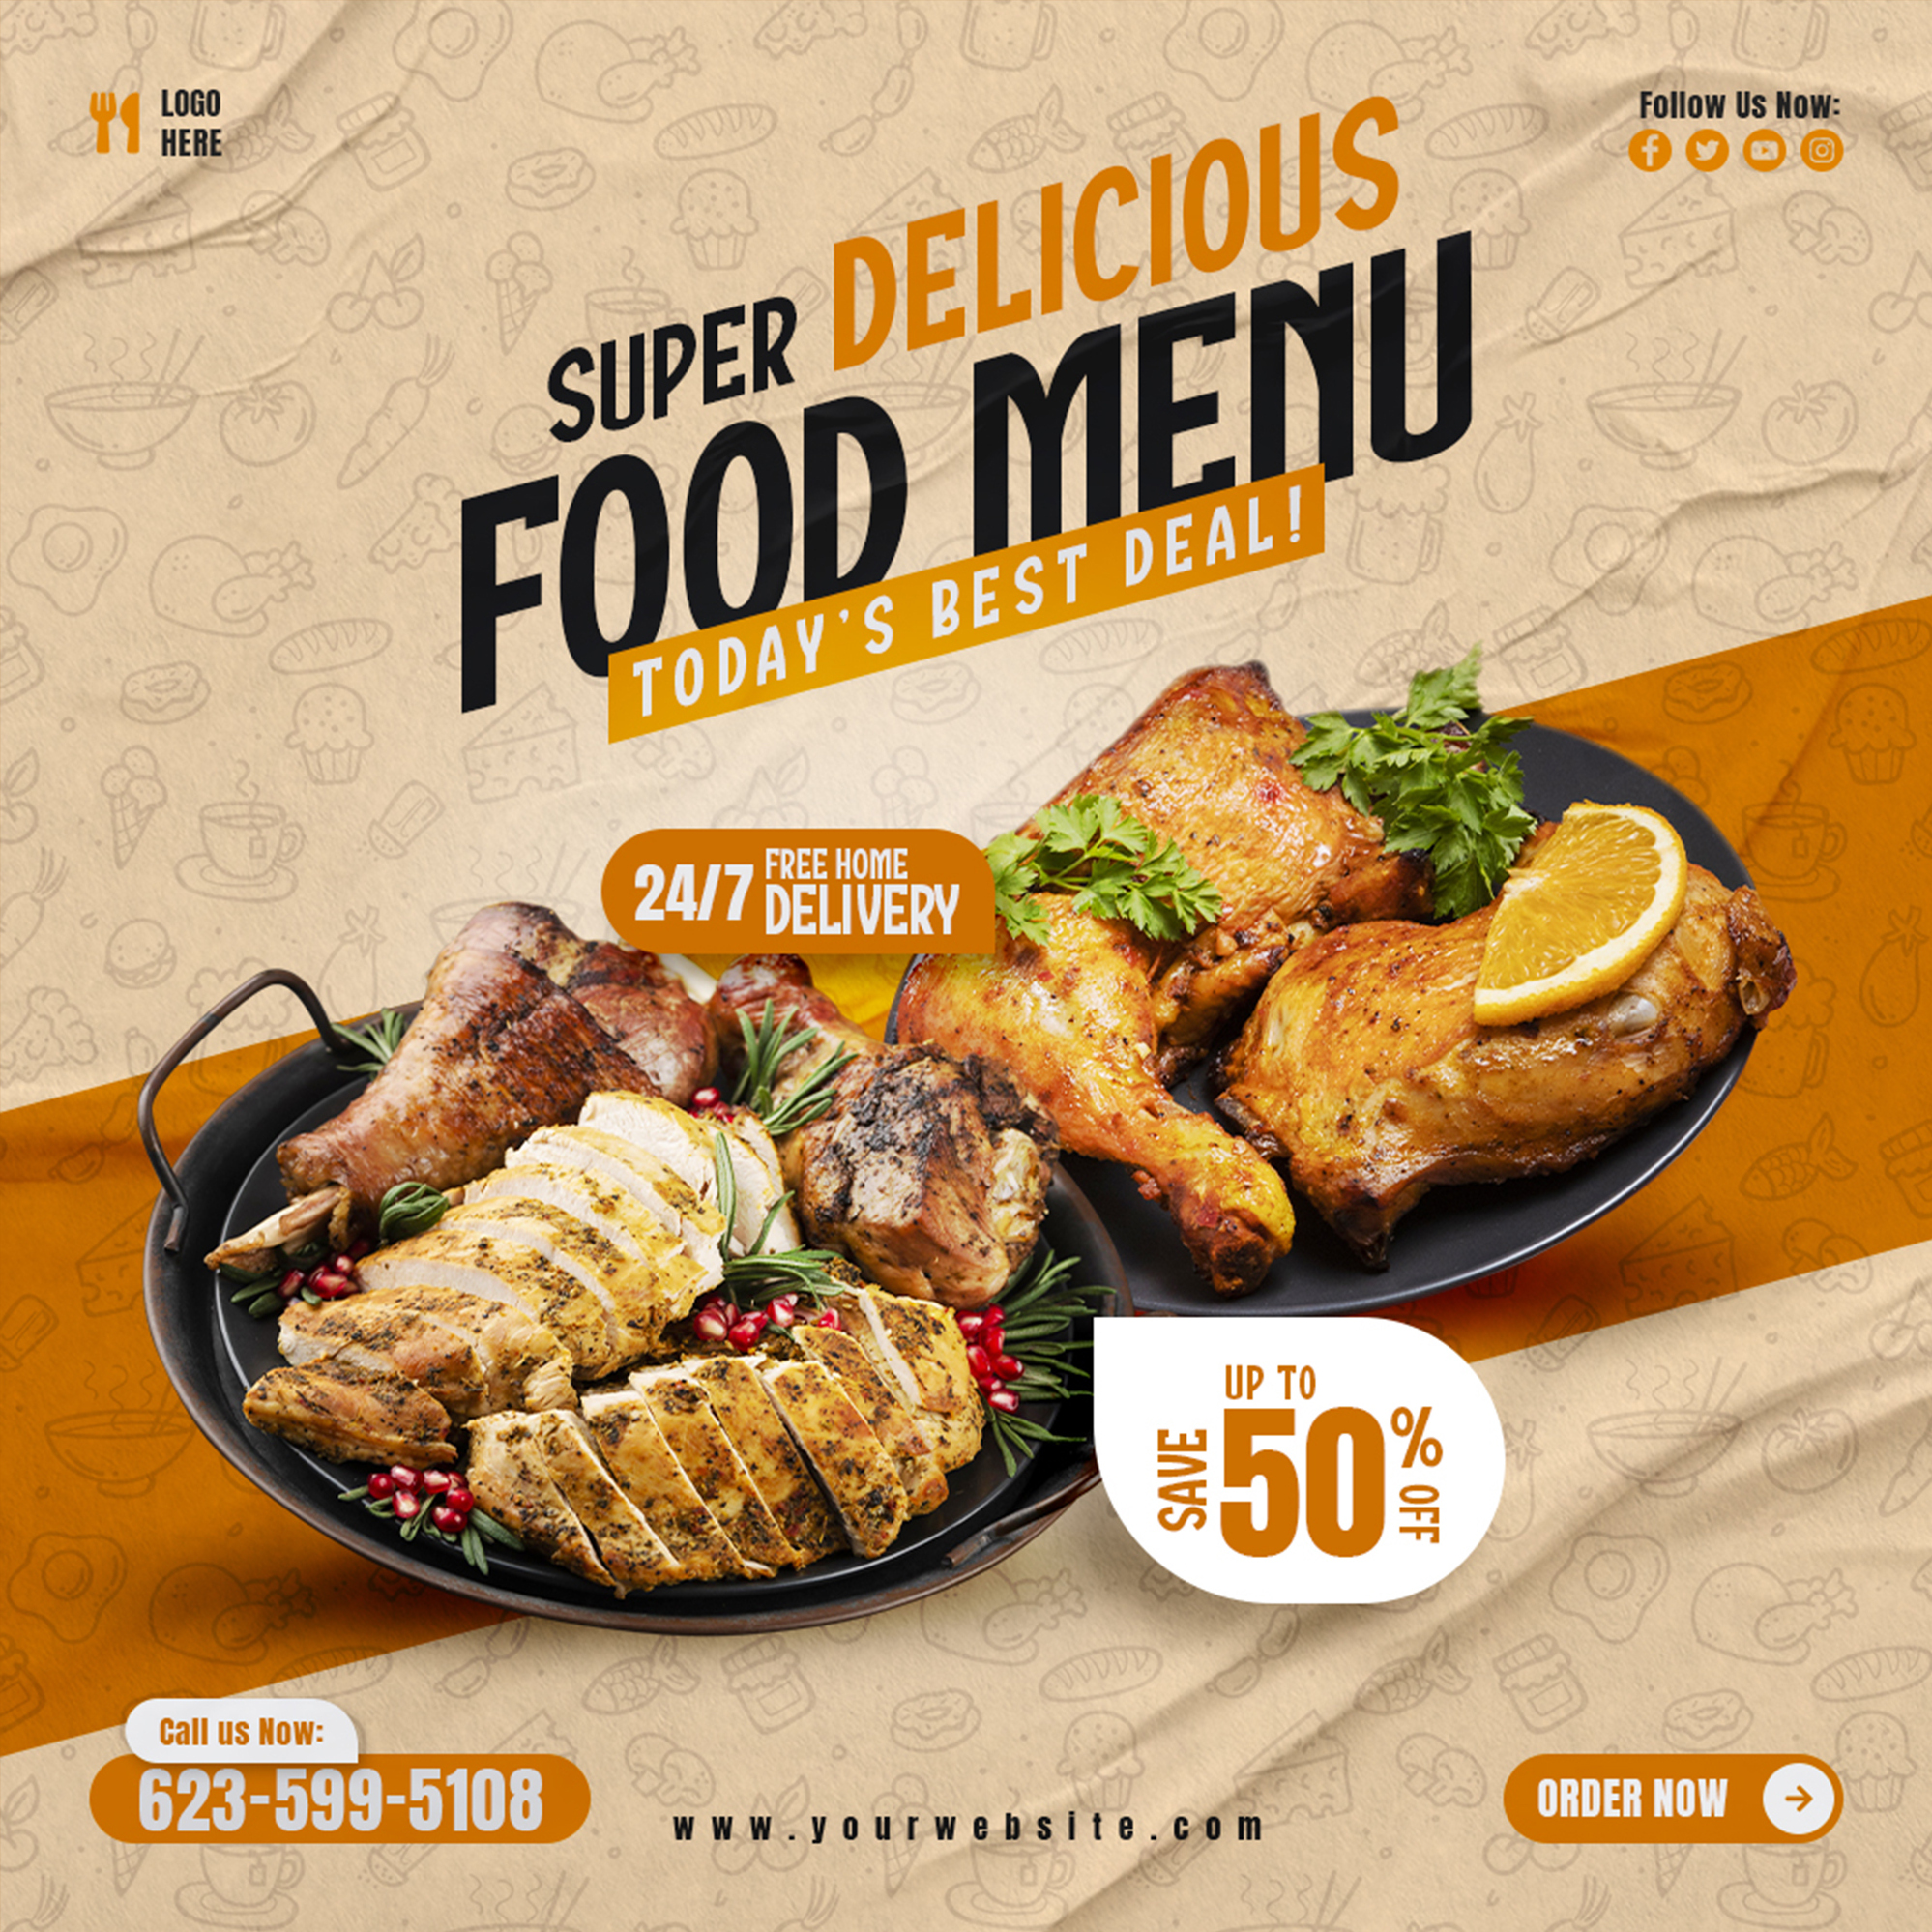 LOGO
HERE
Follow Us Now:
SUPER DELICIOUS
FOOD MENU
TODAY'S BEST DEAL!
24/7 FREE HOME
DELIVERY
UP TO
SAVE 50% OFF
Call us Now:
623-599-5108
www.yourwebsite.com
ORDER NOW